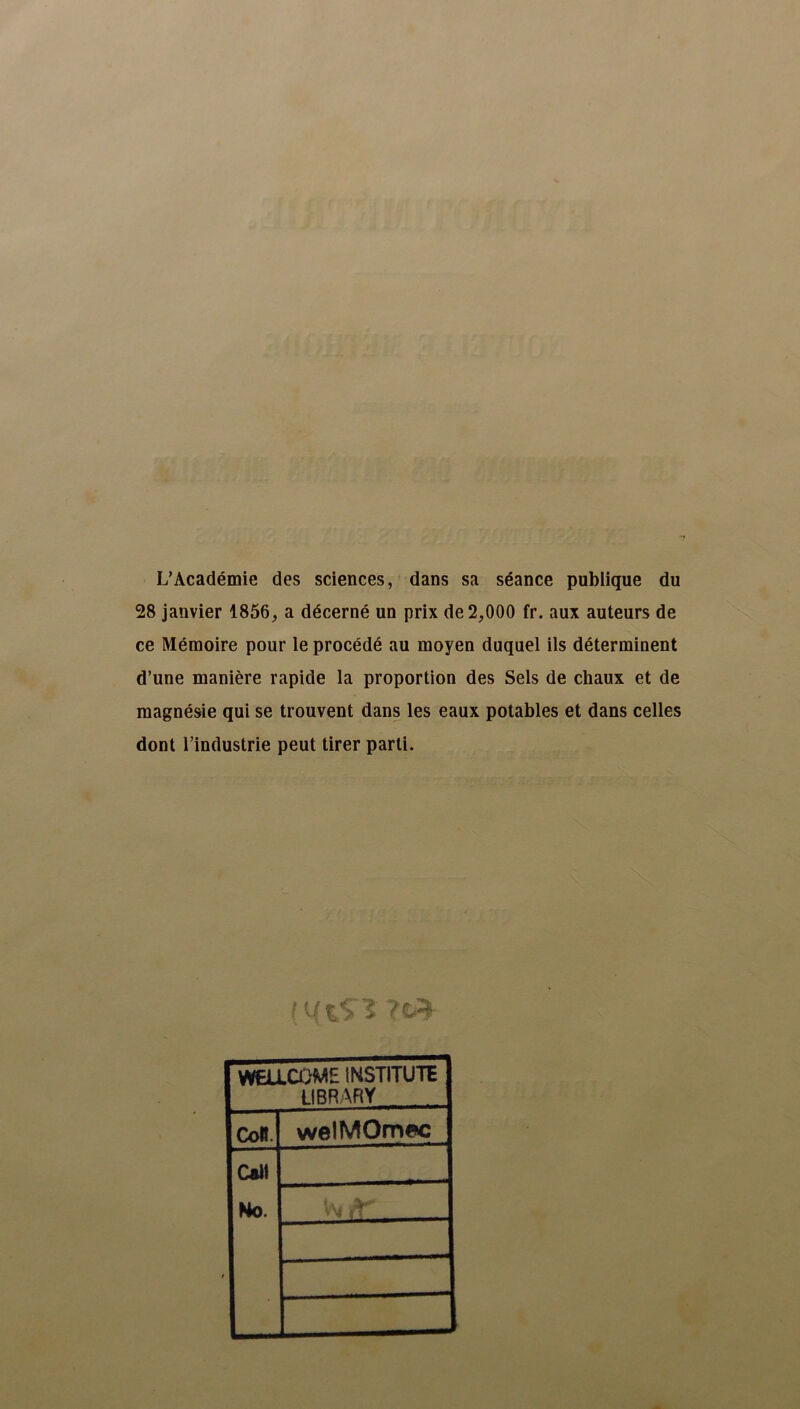 L'Académie des sciences, dans sa séance publique du
28 janvier 1856, a décerné un prix de 2,000 fr. aux auteurs de
ce Mémoire pour le procédé au moyen duquel ils déterminent
d'une manière rapide la proportion des Sels de chaux et de
magnésie qui se trouvent dans les eaux potables et dans celles
dont l'industrie peut tirer parti.
WELLCOME INSTITUTE
LIBRARY
Coll. welMOmec
Call
No.